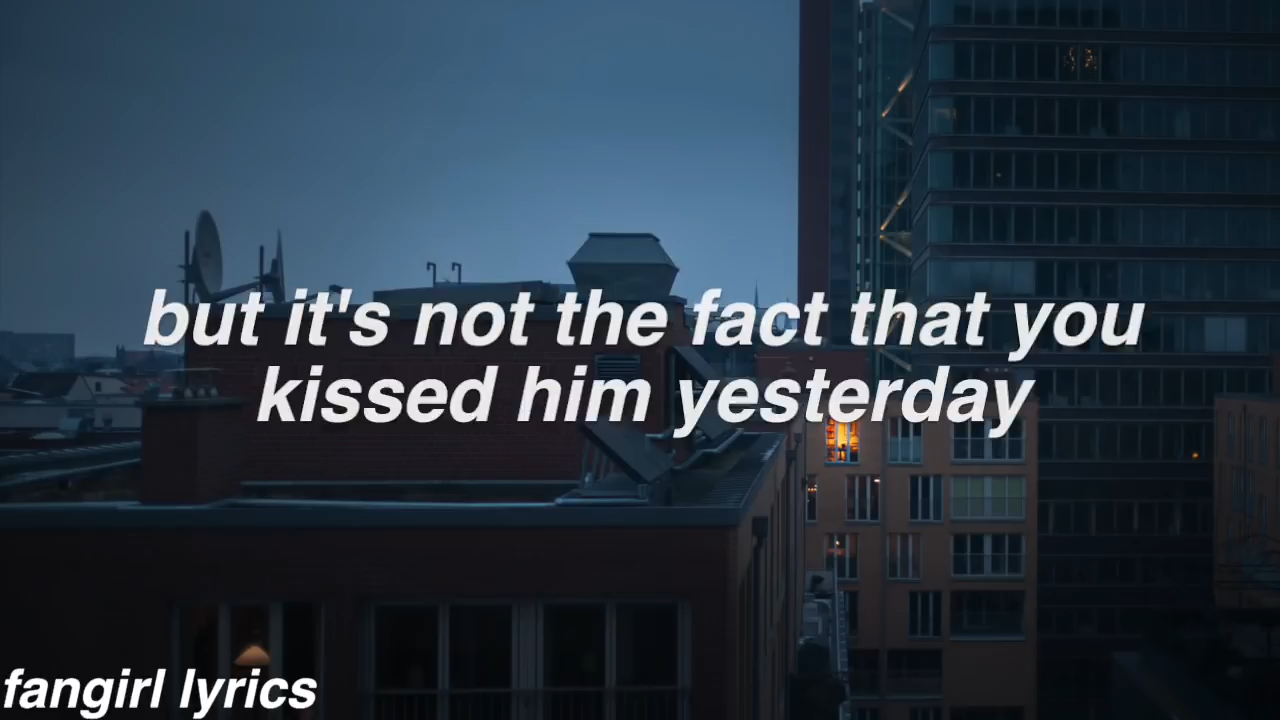 but it's not the fact that you
kissed him yesterday
fangirl lyrics